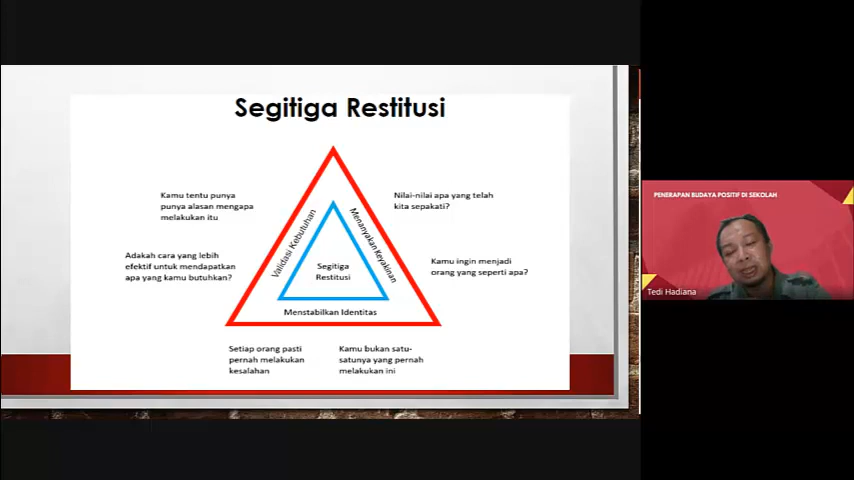 Segitiga Restitusi
Kamu tentu punya
punya alasan mengapa
melakukan itu
Nilai-nilai apa yang telah
kita sepakati?
Validasi Kebutuhan
Menanyakan Keyakinan
Adakah cara yang lebih
efektif untuk mendapatkan
apa yang kamu butuhkan?
Segitiga
Restitusi
Kamu ingin menjadi
orang yang seperti apa?
Menstabilkan Identitas
Setiap orang pasti
pernah melakukan
kesalahan
Kamu bukan satu-
satunya yang pernah
melakukan ini
PENERAPAN BUDAYA POSITIF DI SEKOLAH
Tedi Hadiana